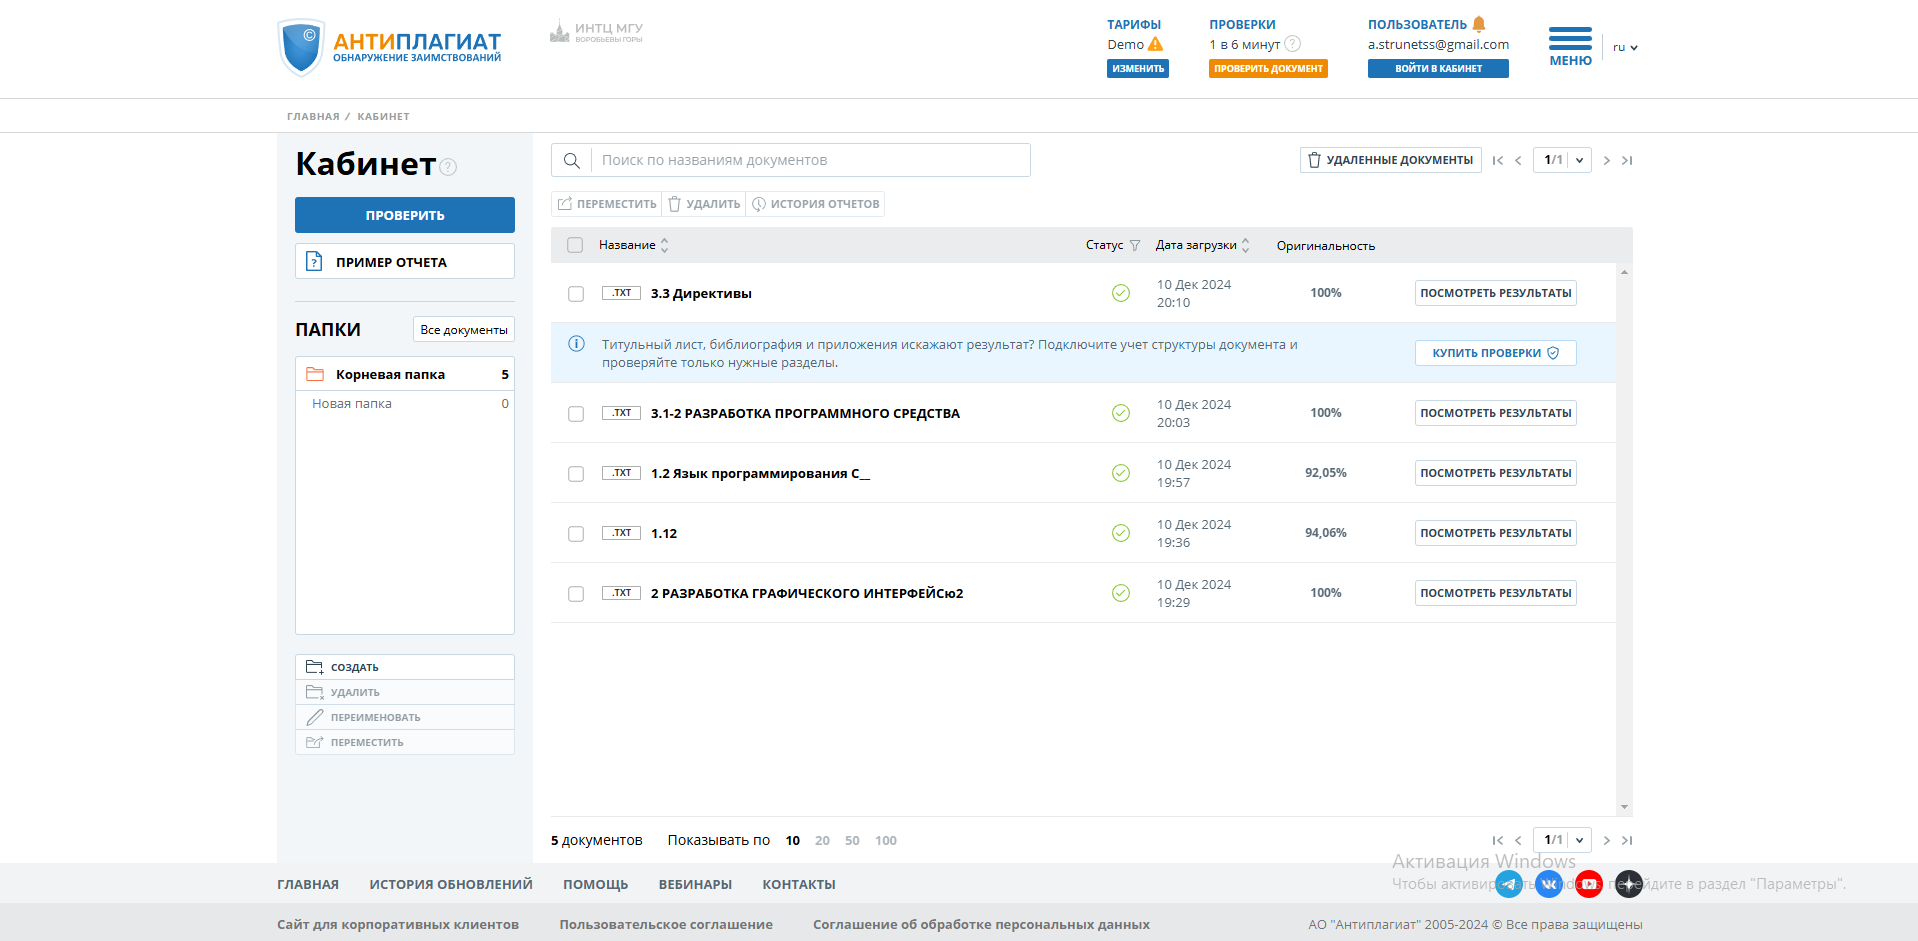 АНТИПЛАГИАТ
ОБНАРУЖЕНИЕ ЗАИМСТВОВАНИЙ
ИНТЦ МГУ
ВОРОБЬЕВЫ ГОРЫ
ТАРИФЫ
Demo
ИЗМЕНИТЬ
ПРОВЕРКИ
1 в 6 минут ?
ПРОВЕРИТЬ ДОКУМЕНТ
ПОЛЬЗОВАТЕЛЬ
a.strunetss@gmail.com
ВОЙТИ В КАБИНЕТ
МЕНЮ
ru
ГЛАВНАЯ / КАБИНЕТ
Кабинет ?
ПРОВЕРИТЬ
ПРИМЕР ОТЧЕТА
ПАПКИ
Все документы
Корневая папка 5
Новая папка 0
СОЗДАТЬ
УДАЛИТЬ
ПЕРЕИМЕНОВАТЬ
ПЕРЕМЕСТИТЬ
Поиск по названиям документов
УДАЛЕННЫЕ ДОКУМЕНТЫ
1/1
ПЕРЕМЕСТИТЬ УДАЛИТЬ ИСТОРИЯ ОТЧЕТОВ
Название Статус Дата загрузки Оригинальность
.TXT 3.3 Директивы 10 Дек 2024 20:10 100% ПОСМОТРЕТЬ РЕЗУЛЬТАТЫ
Титульный лист, библиография и приложения искажают результат? Подключите учет структуры документа и
проверяйте только нужные разделы.
КУПИТЬ ПРОВЕРКИ
.TXT 3.1-2 РАЗРАБОТКА ПРОГРАММНОГО СРЕДСТВА 10 Дек 2024 20:03 100% ПОСМОТРЕТЬ РЕЗУЛЬТАТЫ
.TXT 1.2 Язык программирования C__ 10 Дек 2024 19:57 92,05% ПОСМОТРЕТЬ РЕЗУЛЬТАТЫ
.TXT 1.12 10 Дек 2024 19:36 94,06% ПОСМОТРЕТЬ РЕЗУЛЬТАТЫ
.TXT 2 РАЗРАБОТКА ГРАФИЧЕСКОГО ИНТЕРФЕЙСю2 10 Дек 2024 19:29 100% ПОСМОТРЕТЬ РЕЗУЛЬТАТЫ
5 документов Показывать по 10 20 50 100
1/1
Активация Windows
Чтобы активировать Windows, перейдите в раздел "Параметры".
ГЛАВНАЯ ИСТОРИЯ ОБНОВЛЕНИЙ ПОМОЩЬ ВЕБИНАРЫ КОНТАКТЫ
Сайт для корпоративных клиентов Пользовательское соглашение Соглашение об обработке персональных данных
АО "Антиплагиат" 2005-2024 © Все права защищены